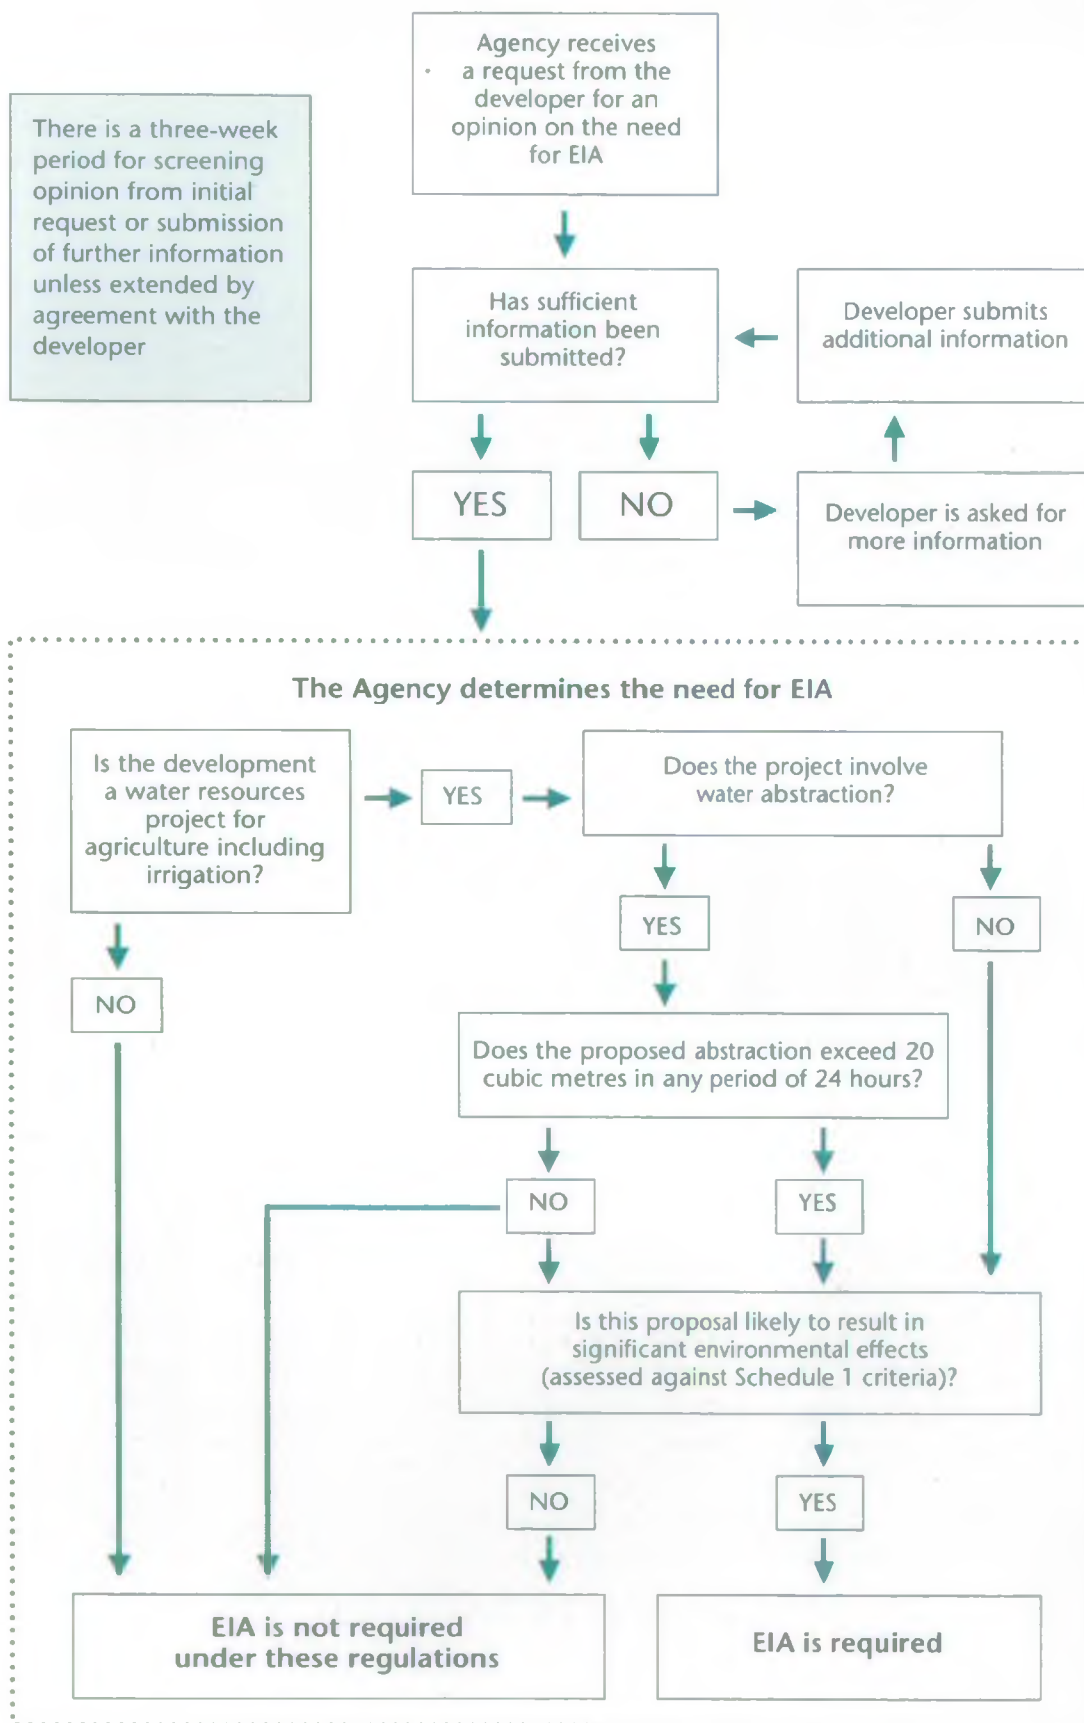 Agency receives
a request from the
developer for an
opinion on the need
for EIA
There is a three-week
period for screening
opinion from initial
request or submission
of further information
unless extended by
agreement with the
developer
Has sufficient
information been
submitted?
Developer submits
additional information
YES
NO
Developer is asked for
more information
The Agency determines the need for EIA
Is the development
a water resources
project for
agriculture including
irrigation?
YES
Does the project involve
water abstraction?
YES
NO
NO
Does the proposed abstraction exceed 20
cubic metres in any period of 24 hours?
NO
YES
Is this proposal likely to result in
significant environmental effects
(assessed against Schedule 1 criteria)?
NO
YES
EIA is not required
under these regulations
EIA is required